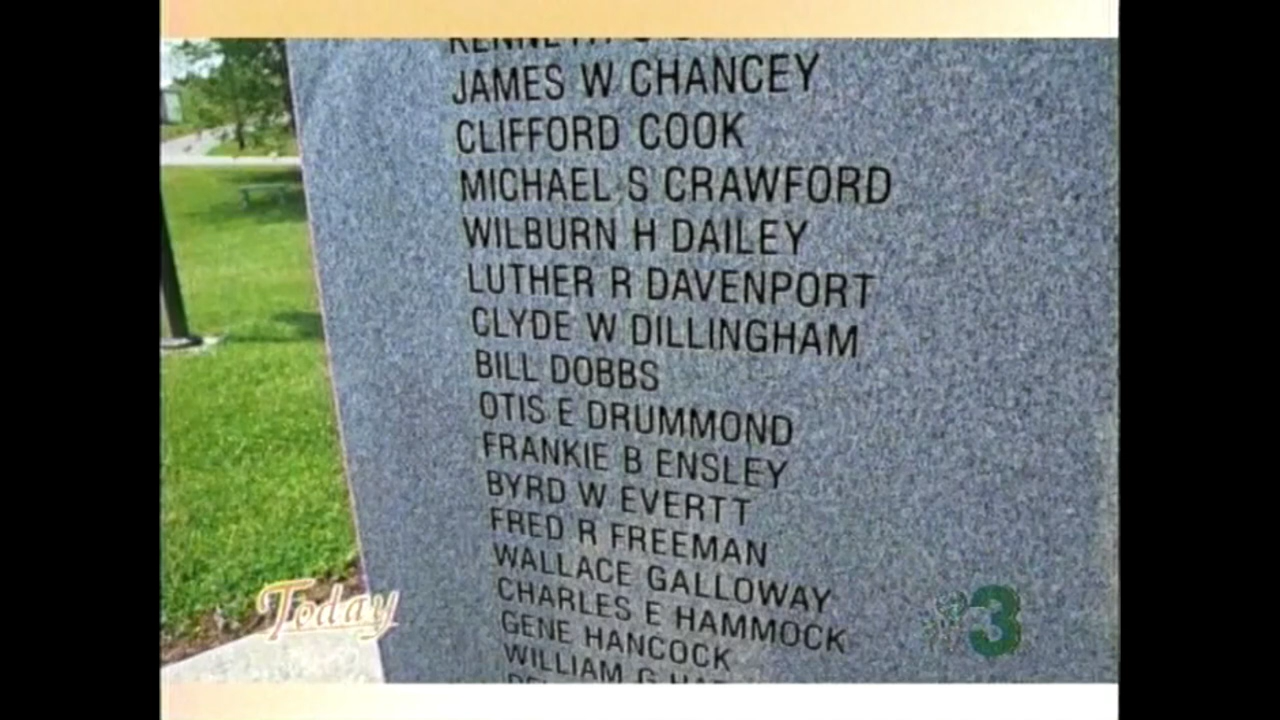 JAMES W CHANCEY
CLIFFORD COOK
MICHAEL S CRAWFORD
WILBURN H DAILEY
LUTHER R DAVENPORT
CLYDE W DILLINGHAM
BILL DOBBS
OTIS E DRUMMOND
FRANKIE B ENSLEY
BYRD W EVERTT
FRED R FREEMAN
WALLACE GALLOWAY
CHARLES E HAMMOCK
GENE HANCOCK
WILLIAM G
Today
3